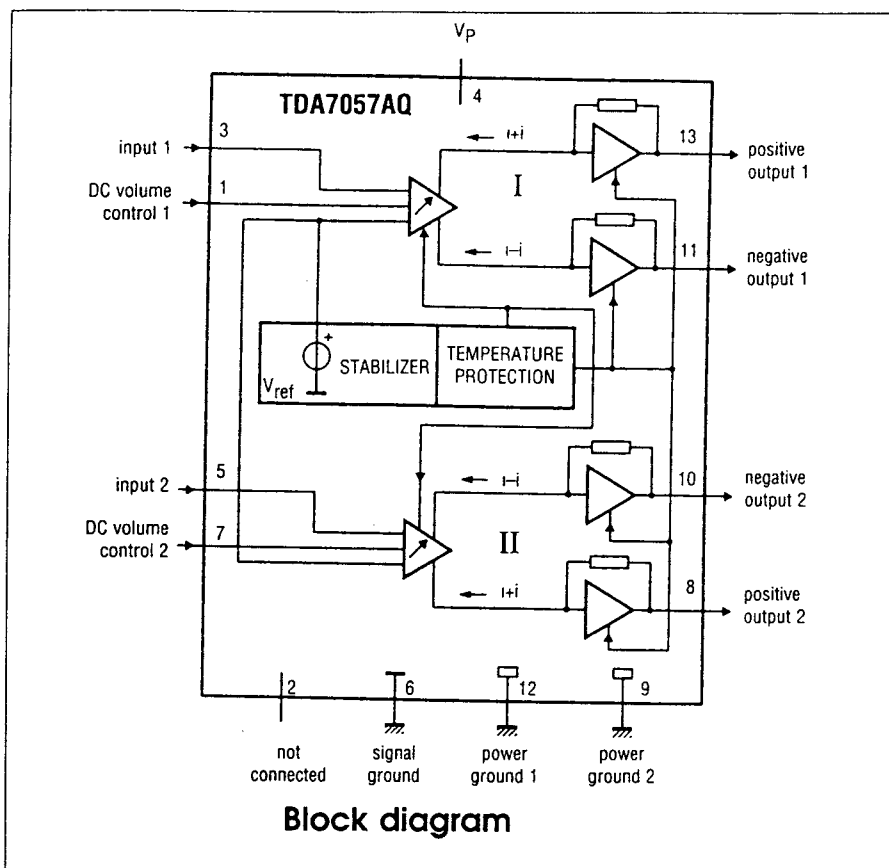 VP
4
TDA7057AQ
3
input 1
1
DC volume
control 1
I+i
I
I−i
13
positive
output 1
11
negative
output 1
+
Vref
STABILIZER
TEMPERATURE
PROTECTION
5
input 2
7
DC volume
control 2
I−i
II
I+i
10
negative
output 2
8
positive
output 2
2
6
12
9
not
connected
signal
ground
power
ground 1
power
ground 2
Block diagram